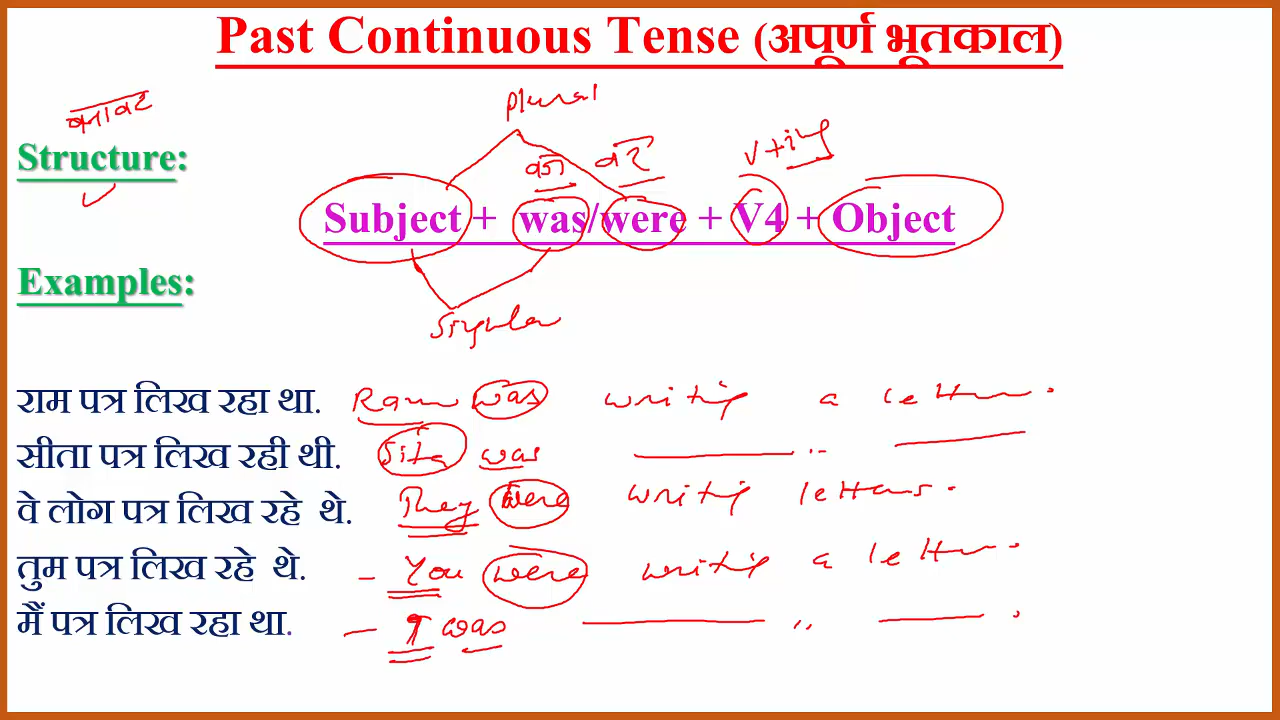 Past Continuous Tense (अपूर्ण भूतकाल)
बनावट
plural
Structure:
वाज वर V+ing
Subject + was/were + V4 + Object
Examples:
Singular
राम पत्र लिख रहा था. Ram was writing a letter.
सीता पत्र लिख रही थी. Sita was ———— ,, ————
वे लोग पत्र लिख रहे थे. They were writing letters.
तुम पत्र लिख रहे थे. - You were writing a letter.
मैं पत्र लिख रहा था. - I was ———— ,, ———— .